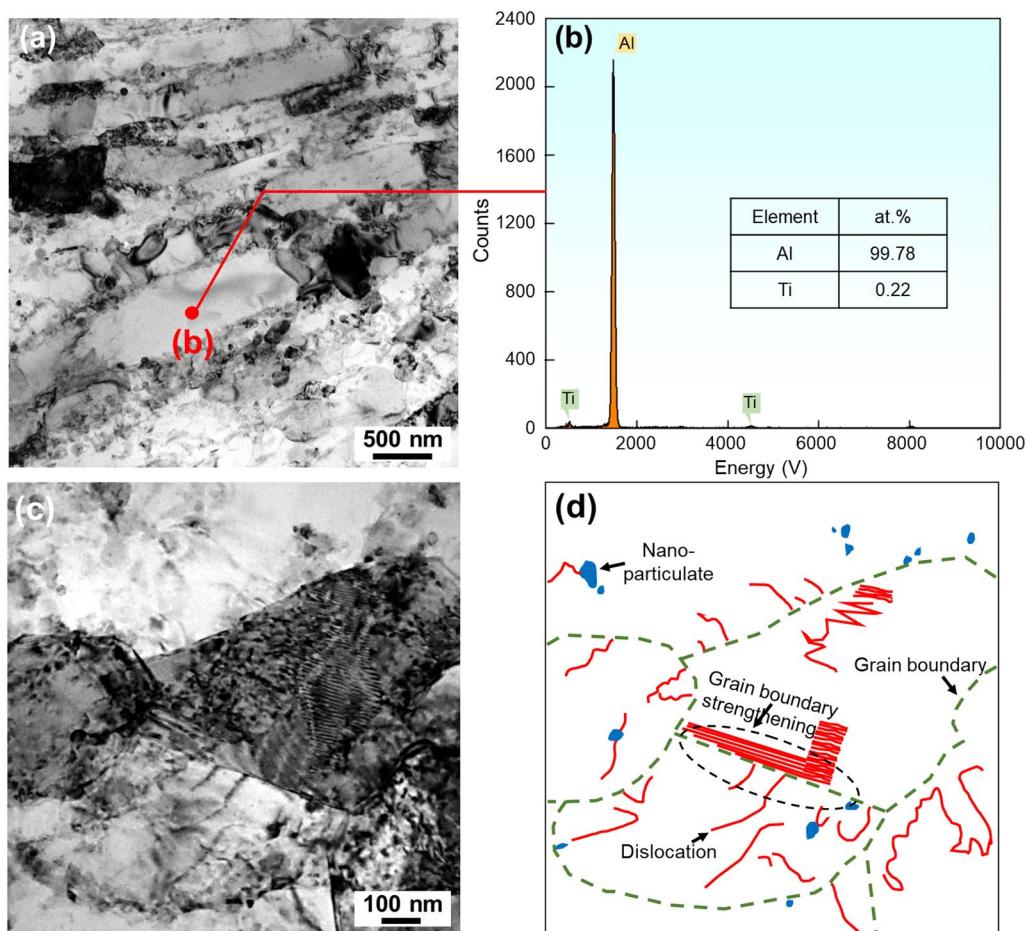 (a)
(b)
500 nm
(b)
2400
2000
1600
1200
800
400
0
Counts
Al
Element at.%
Al 99.78
Ti 0.22
Ti
Ti
0 2000 4000 6000 8000 10000
Energy (V)
(c)
100 nm
(d)
Nano-
particulate
Grain boundary
Grain boundary
strengthening
Dislocation